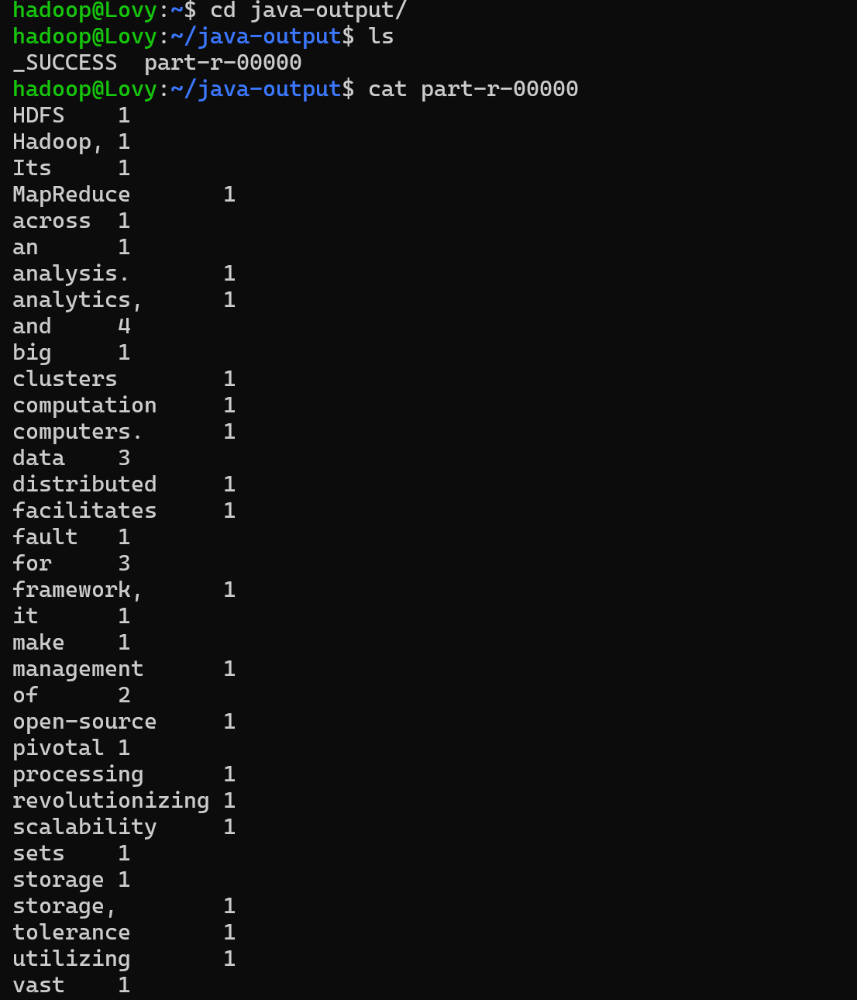 hadoop@Lovy:~$ cd java-output/
hadoop@Lovy:~/java-output$ ls
_SUCCESS  part-r-00000
hadoop@Lovy:~/java-output$ cat part-r-00000
HDFS    1
Hadoop, 1
Its     1
MapReduce       1
across  1
an      1
analysis.       1
analytics,      1
and     4
big     1
clusters        1
computation     1
computers.      1
data    3
distributed     1
facilitates     1
fault   1
for     3
framework,      1
it      1
make    1
management      1
of      2
open-source     1
pivotal 1
processing      1
revolutionizing 1
scalability     1
sets    1
storage 1
storage,        1
tolerance       1
utilizing       1
vast    1